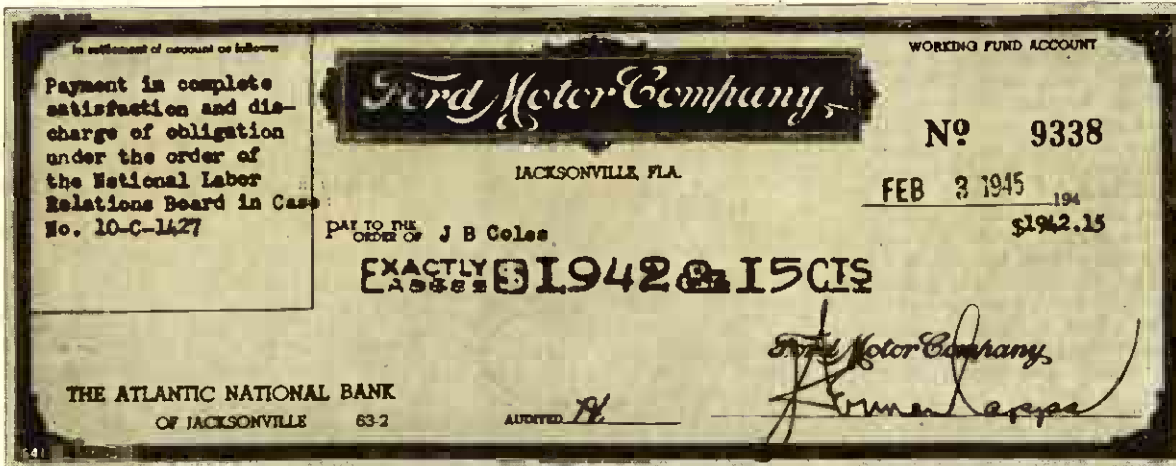 In settlement of account as follows
Payment in complete
satisfaction and dis-
charge of obligation
under the order of
the National Labor
Relations Board in Case
No. 10-C-1427
Ford Motor Company
JACKSONVILLE, FLA.
WORKING FUND ACCOUNT
Nº 9338
FEB 3 1945 194
$1942.15
PAY TO THE ORDER OF J B Coles
EXACTLY $1942 & 15 CTS
Ford Motor Company
THE ATLANTIC NATIONAL BANK
OF JACKSONVILLE 63-2
AUDITED